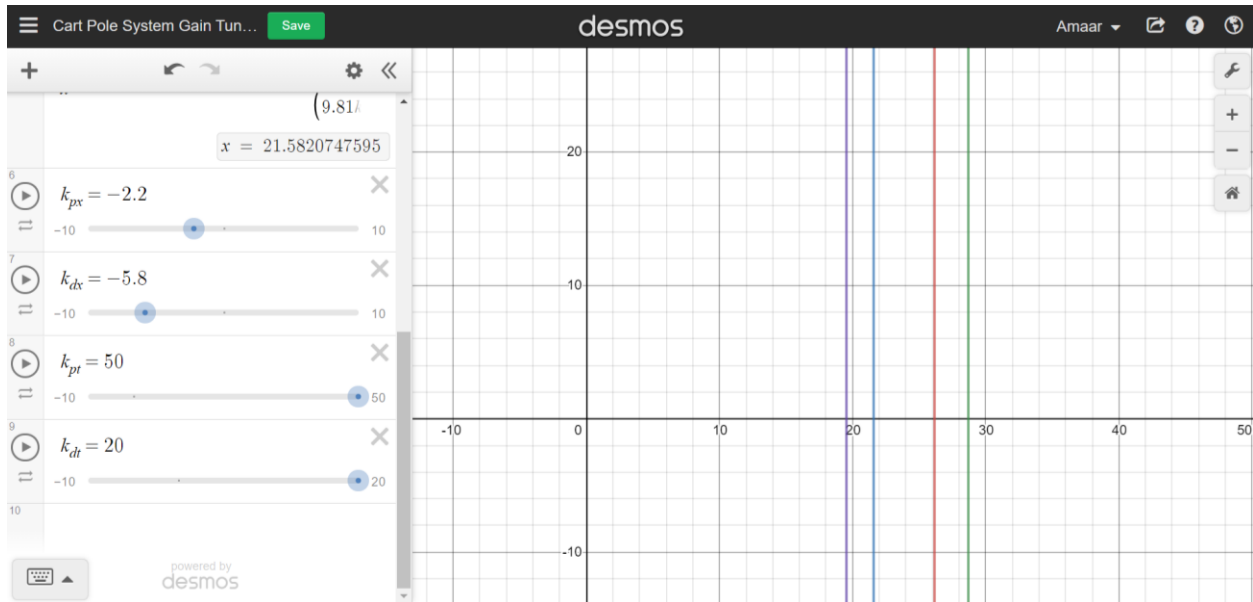 Cart Pole System Gain Tun… Save desmos Amaar
(9.81
x = 21.5820747595
6
k_px = −2.2
-10 10
7
k_dx = −5.8
-10 10
8
k_pt = 50
-10 50
9
k_dt = 20
-10 20
10
powered by
desmos
20
10
-10 0 10 20 30 40 50
-10